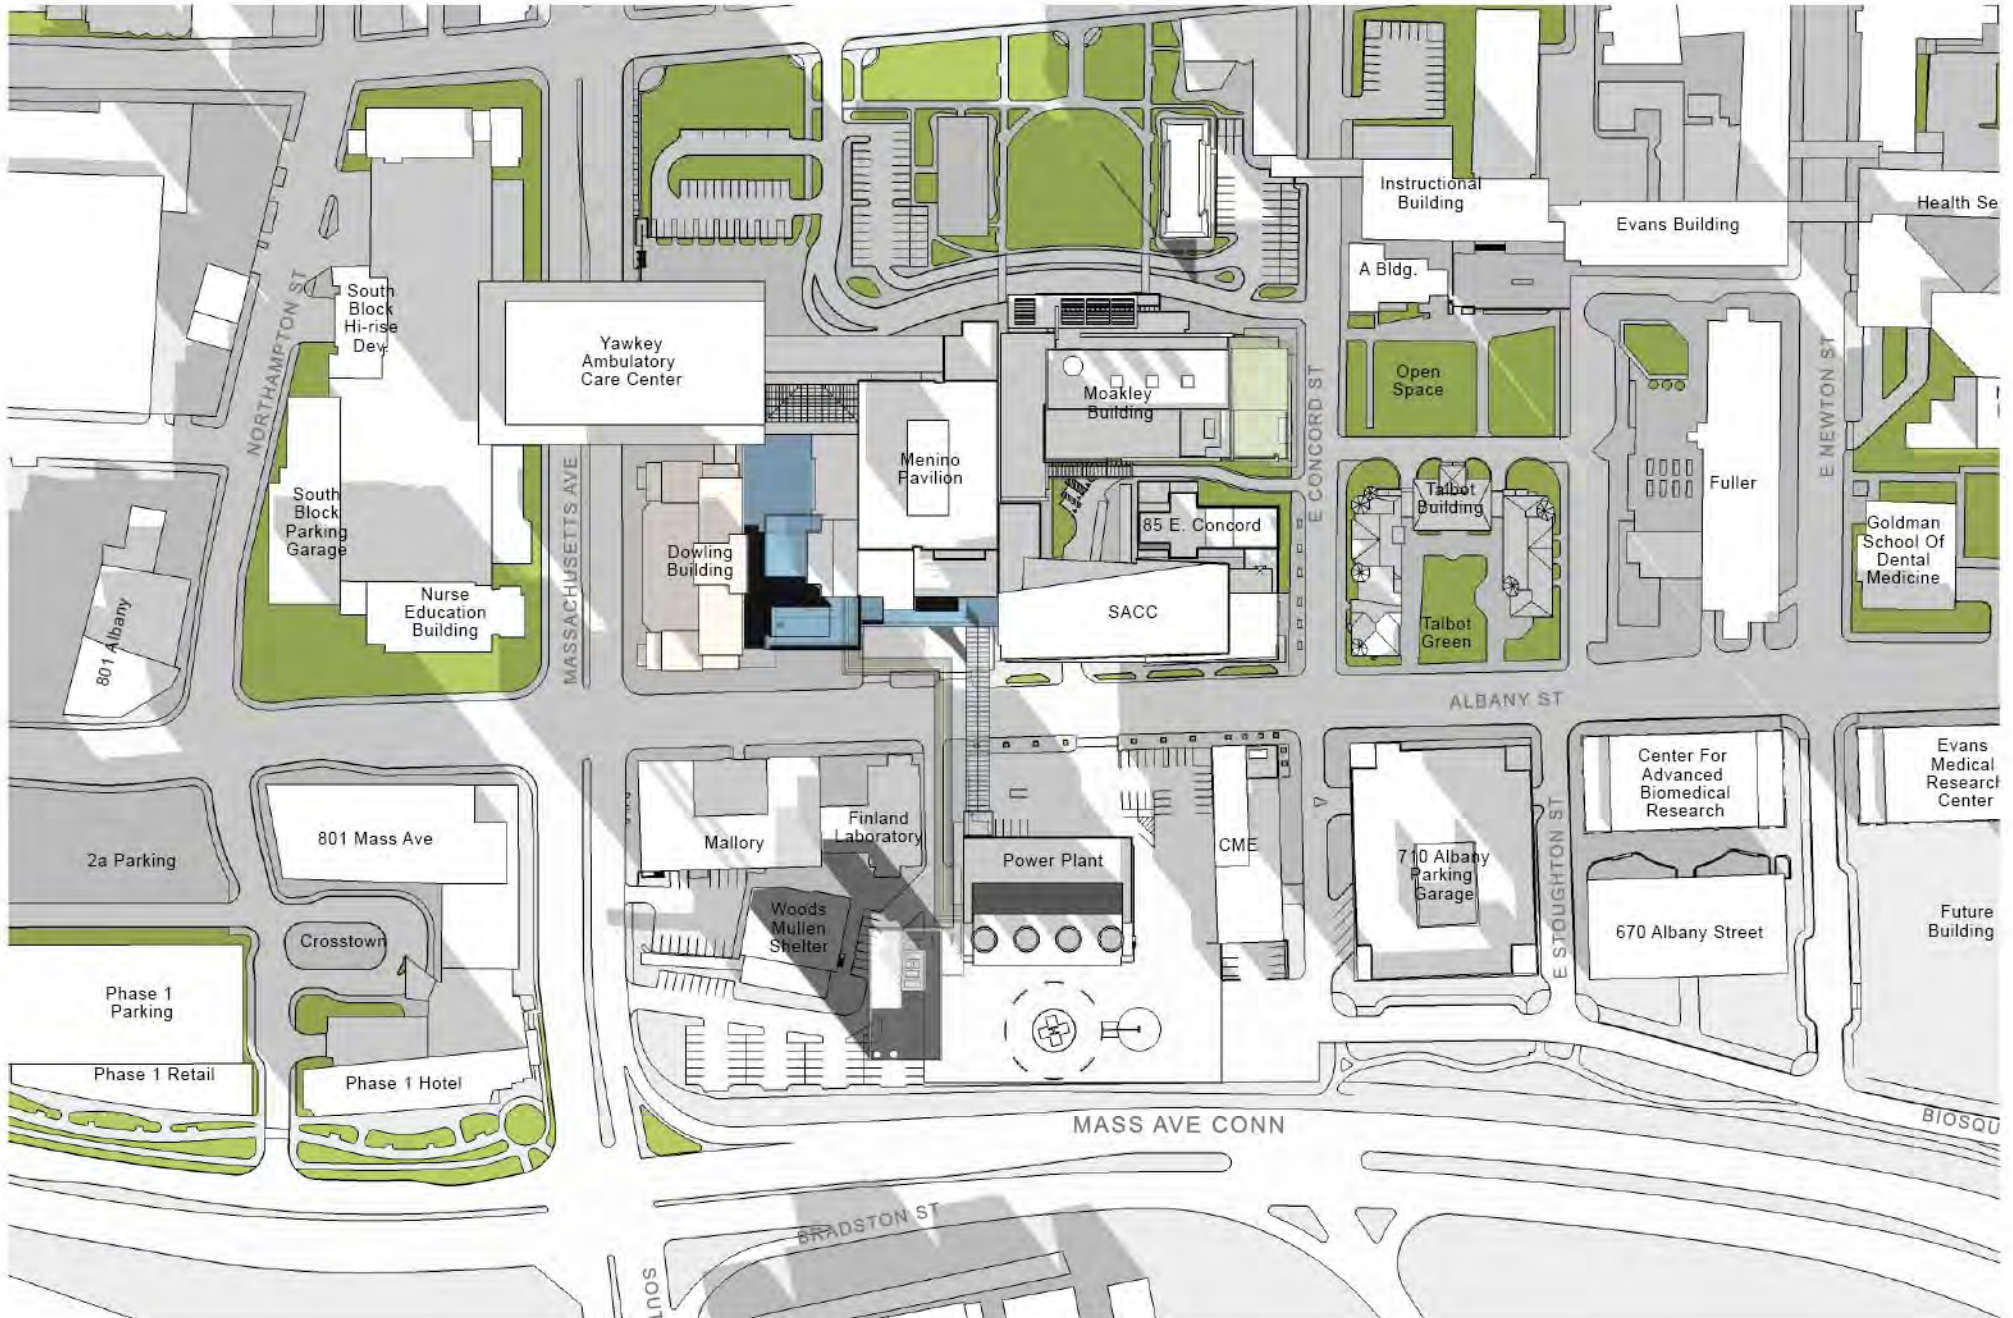 Instructional
Building
Health Se
Evans Building
A Bldg.
South
Block
Hi-rise
Dev.
NORTHAMPTON ST
Yawkey
Ambulatory
Care Center
Moakley
Building
E CONCORD ST
Open
Space
E NEWTON ST
Menino
Pavilion
MASSACHUSETTS AVE
South
Block
Parking
Garage
Talbot
Building
Fuller
85 E. Concord
Goldman
School Of
Dental
Medicine
Dowling
Building
Nurse
Education
Building
SACC
Talbot
Green
801 Albany
ALBANY ST
Center For
Advanced
Biomedical
Research
Evans
Medical
Research
Center
801 Mass Ave
2a Parking
Mallory
Finland
Laboratory
Power Plant
CME
710 Albany
Parking
Garage
E STOUGHTON ST
Woods
Mullen
Shelter
Crosstown
670 Albany Street
Future
Building
Phase 1
Parking
Phase 1 Retail
Phase 1 Hotel
MASS AVE CONN
BIOSQU
BRADSTON ST
SOUT